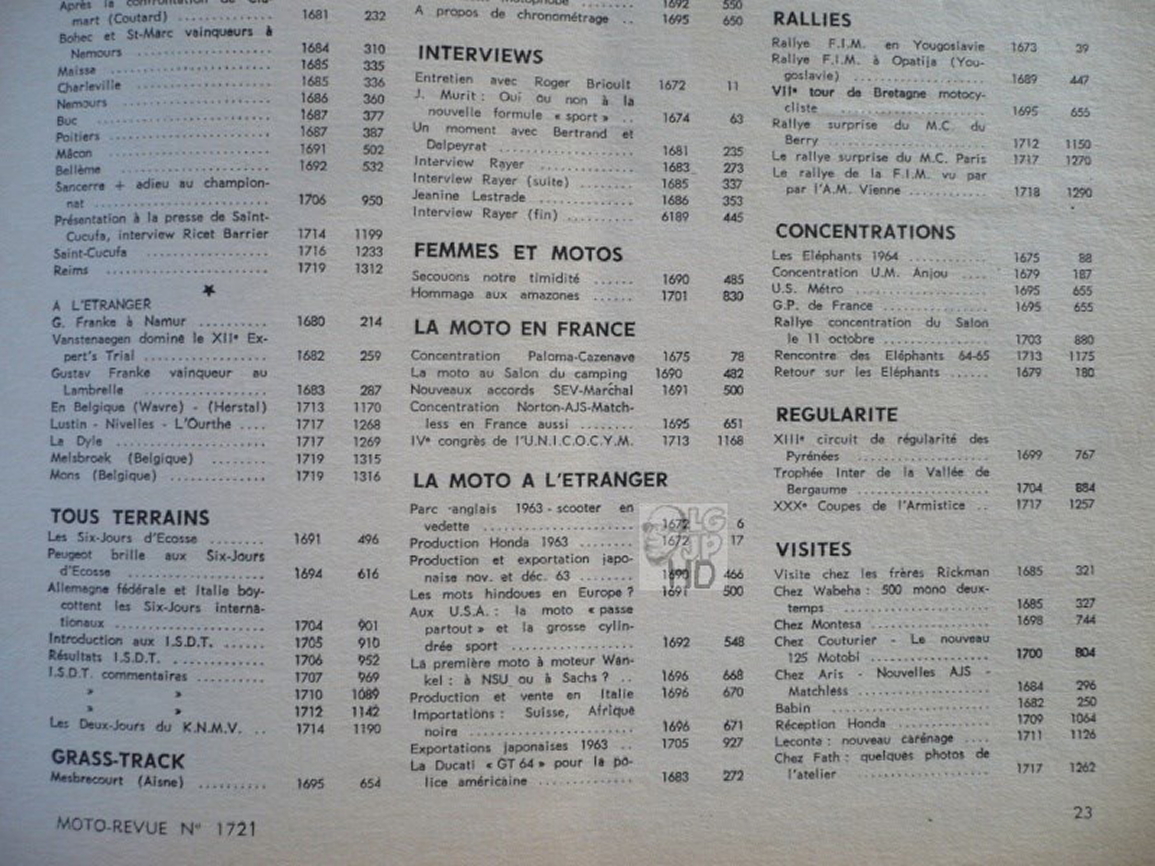 Après la confrontation de Cla-
mart (Coutard) ......... 1681 232
Bohec et St-Marc vainqueurs à
Nemours ............... 1684 310
Maisse .................. 1685 335
Charleville ............... 1685 336
Nemours ................ 1686 360
Buc ..................... 1687 377
Poitiers .................. 1687 387
Mâcon .................. 1691 502
Bellème ................. 1692 532
Sancerre + adieu au champion-
nat ..................... 1706 950
Présentation à la presse de Saint-
Cucufa, interview Ricet Barrier 1714 1199
Saint-Cucufa ............. 1716 1233
Reims ................... 1719 1312
★
A L'ETRANGER
G. Franke à Namur .......... 1680 214
Vanstenaegen domine le XIIe Ex-
pert's Trial ............... 1682 259
Gustav Franke vainqueur au
Lambrelle ............... 1683 287
En Belgique (Wavre) - (Herstal) 1713 1170
Lustin - Nivelles - L'Ourthe .... 1717 1268
La Dyle ................. 1717 1269
Melsbroek (Belgique) ........ 1719 1315
Mons (Belgique) ........... 1719 1316
TOUS TERRAINS
Les Six-Jours d'Ecosse ....... 1691 496
Peugeot brille aux Six-Jours
d'Ecosse ................ 1694 616
Allemagne fédérale et Italie boy-
cottent les Six-Jours interna-
tionaux ................. 1704 901
Introduction aux I.S.D.T. ...... 1705 910
Résultats I.S.D.T. ........... 1706 952
I.S.D.T. commentaires ........ 1707 969
» » 1710 1089
» » 1712 1142
Les Deux-Jours du K.N.M.V. .. 1714 1190
GRASS-TRACK
Mesbrecourt (Aisne) ......... 1695 654
1692 550
A propos de chronométrage .. 1695 650
INTERVIEWS
Entretien avec Roger Brioult 1672 11
J. Murit : Oui ou non à la
nouvelle formule « sport » .. 1674 63
Un moment avec Bertrand et
Dalpeyrat ............... 1681 235
Interview Rayer ........... 1683 273
Interview Rayer (suite) ....... 1685 337
Jeanine Lestrade ........... 1686 353
Interview Rayer (fin) ........ 6189 445
FEMMES ET MOTOS
Secouons notre timidité ...... 1690 485
Hommage aux amazones ...... 1701 830
LA MOTO EN FRANCE
Concentration Paloma-Cazenave 1675 78
La moto au Salon du camping 1690 482
Nouveaux accords SEV-Marchal 1691 500
Concentration Norton-AJS-Match-
less en France aussi ........ 1695 651
IVe congrès de l'U.N.I.C.O.C.Y.M. 1713 1168
LA MOTO A L'ETRANGER
Parc anglais 1963 - scooter en
vedette .................. 1672 6
Production Honda 1963 ....... 1672 17
Production et exportation japo-
naise nov. et déc. 63 ....... 1690 466
Les mots hindoues en Europe ? 1691 500
Aux U.S.A. : la moto « passe
partout » et la grosse cylin-
drée sport ............... 1692 548
La première moto à moteur Wan-
kel : à NSU ou à Sachs ? .. 1696 668
Production et vente en Italie 1696 670
Importations : Suisse, Afrique
noire ................... 1696 671
Exportations japonaises 1963 .. 1705 927
La Ducati « GT 64 » pour la po-
lice américaine ............ 1683 272
RALLIES
Rallye F.I.M. en Yougoslavie 1673 39
Rallye F.I.M. à Opatija (You-
goslavie) ................ 1689 447
VIIe tour de Bretagne motocy-
cliste .................. 1695 655
Rallye surprise du M.C. du
Berry ................... 1712 1150
Le rallye surprise du M.C. Paris 1717 1270
Le rallye de la F.I.M. vu par
par l'A.M. Vienne .......... 1718 1290
CONCENTRATIONS
Les Eléphants 1964 .......... 1675 88
Concentration U.M. Anjou .... 1679 187
U.S. Métro ............... 1695 655
G.P. de France ............. 1695 655
Rallye concentration du Salon
le 11 octobre ............. 1703 880
Rencontre des Eléphants 64-65 1713 1175
Retour sur les Eléphants ...... 1679 180
REGULARITE
XIIIe circuit de régularité des
Pyrénées ................ 1699 767
Trophée Inter de la Vallée de
Bergaume ............... 1704 884
XXXe Coupes de l'Armistice .. 1717 1257
VISITES
Visite chez les frères Rickman 1685 321
Chez Wabeha : 500 mono deux-
temps .................. 1685 327
Chez Montesa ............. 1698 744
Chez Couturier - Le nouveau
125 Motobi .............. 1700 804
Chez Aris - Nouvelles AJS -
Matchless ................ 1684 296
Babin ................... 1682 250
Réception Honda ........... 1709 1064
Leconte : nouveau carénage .... 1711 1126
Chez Fath : quelques photos de
l'atelier ................. 1717 1262
LG
JP
HD
MOTO-REVUE N° 1721
23